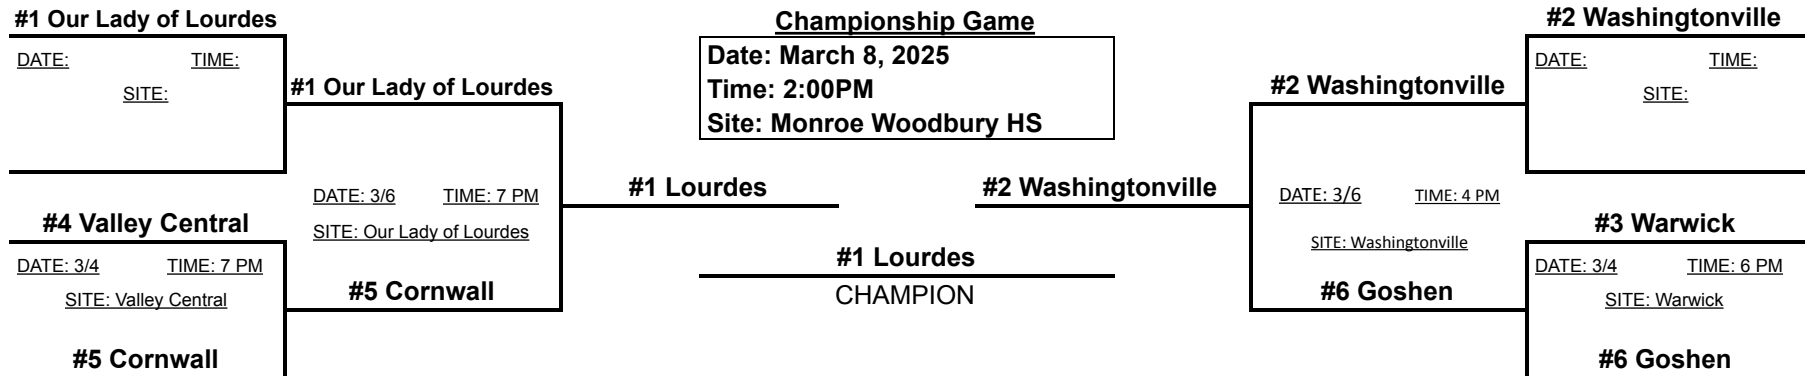 #1 Our Lady of Lourdes
DATE: TIME:
SITE:
#4 Valley Central
DATE: 3/4 TIME: 7 PM
SITE: Valley Central
#5 Cornwall
#1 Our Lady of Lourdes
DATE: 3/6 TIME: 7 PM
SITE: Our Lady of Lourdes
#5 Cornwall
#1 Lourdes
Championship Game
Date: March 8, 2025
Time: 2:00PM
Site: Monroe Woodbury HS
#1 Lourdes
CHAMPION
#2 Washingtonville
#2 Washingtonville
DATE: 3/6 TIME: 4 PM
SITE: Washingtonville
#6 Goshen
#2 Washingtonville
DATE: TIME:
SITE:
#3 Warwick
DATE: 3/4 TIME: 6 PM
SITE: Warwick
#6 Goshen